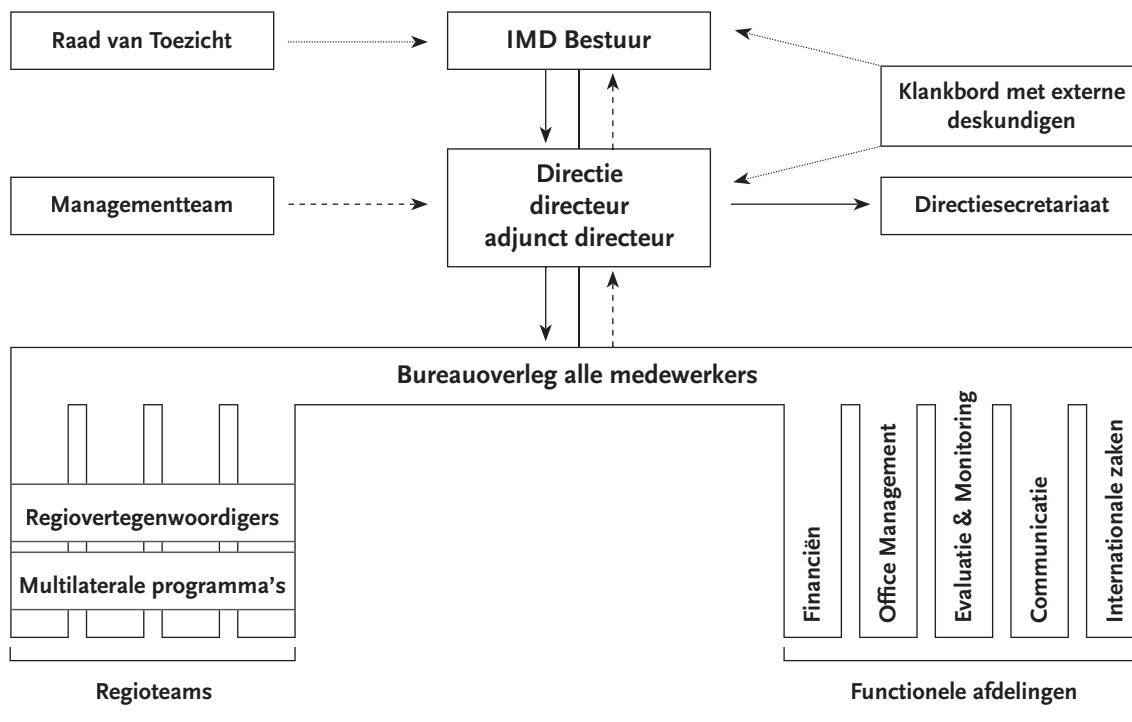 Raad van Toezicht
IMD Bestuur
Klankbord met externe
deskundigen
Managementteam
Directie
directeur
adjunct directeur
Directiesecretariaat
Bureauoverleg alle medewerkers
Regiovertegenwoordigers
Multilaterale programma's
Financiën
Office Management
Evaluatie & Monitoring
Communicatie
Internationale zaken
Regioteams
Functionele afdelingen